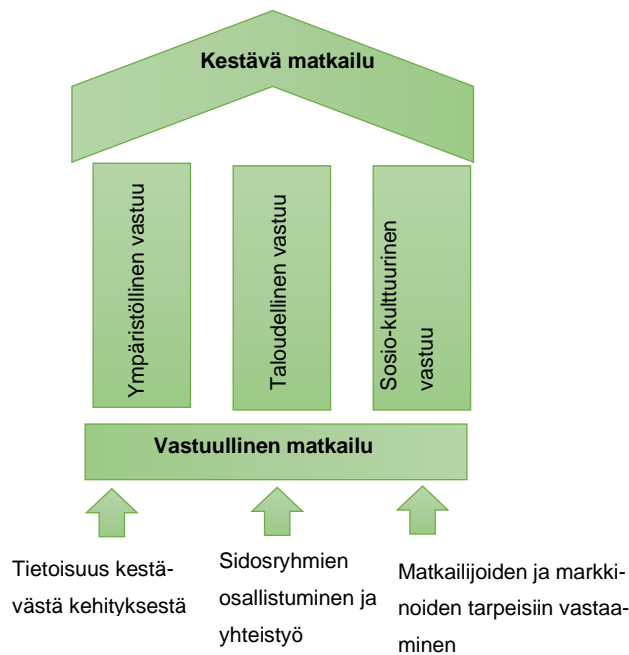 Kestävä matkailu
Ympäristöllinen vastuu
Taloudellinen vastuu
Sosio-kulttuurinen
vastuu
Vastuullinen matkailu
Tietoisuus kestä-
västä kehityksestä
Sidosryhmien
osallistuminen ja
yhteistyö
Matkailijoiden ja markki-
noiden tarpeisiin vastaa-
minen